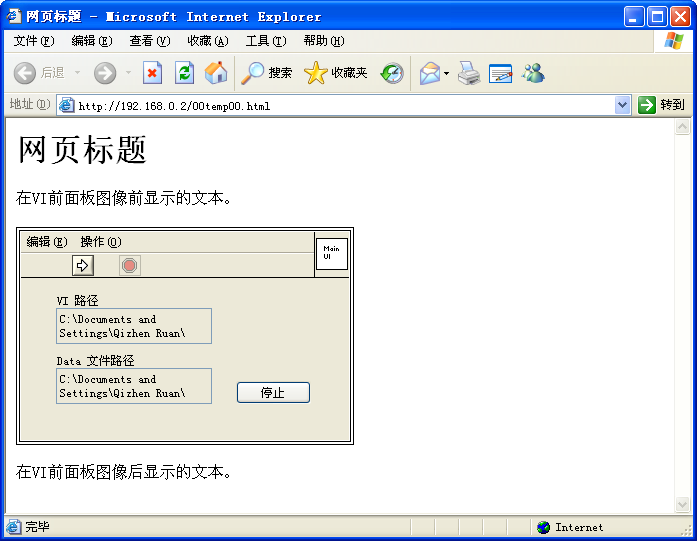 网页标题 - Microsoft Internet Explorer
文件(F) 编辑(E) 查看(V) 收藏(A) 工具(T) 帮助(H)
后退 搜索 收藏夹
地址(D) http://192.168.0.2/00temp00.html 转到
网页标题
在VI前面板图像前显示的文本。
编辑(E) 操作(O)
Main
VI
VI 路径
C:\Documents and
Settings\Qizhen Ruan\
Data 文件路径
C:\Documents and
Settings\Qizhen Ruan\
停止
在VI前面板图像后显示的文本。
完毕 Internet